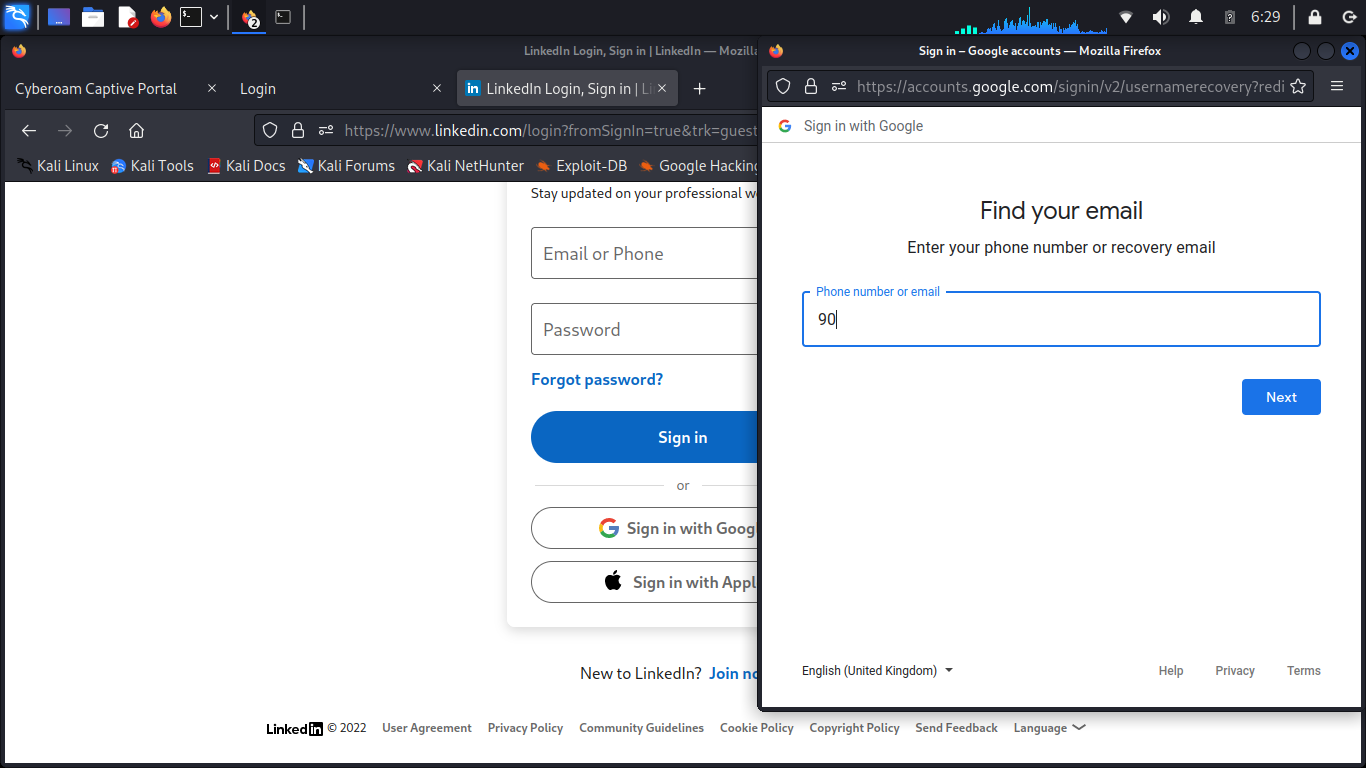 2
6:29
LinkedIn Login, Sign in | LinkedIn — Mozilla
Cyberoam Captive Portal
Login
LinkedIn Login, Sign in | Li
https://www.linkedin.com/login?fromSignIn=true&trk=guest
Kali Linux
Kali Tools
Kali Docs
Kali Forums
Kali NetHunter
Exploit-DB
Google Hacking
Stay updated on your professional w
Email or Phone
Password
Forgot password?
Sign in
or
Sign in with Googl
Sign in with Appl
New to LinkedIn? Join no
LinkedIn © 2022
User Agreement
Privacy Policy
Community Guidelines
Cookie Policy
Copyright Policy
Send Feedback
Language
Sign in – Google accounts — Mozilla Firefox
https://accounts.google.com/signin/v2/usernamerecovery?redi
Sign in with Google
Find your email
Enter your phone number or recovery email
Phone number or email
90
Next
English (United Kingdom)
Help
Privacy
Terms